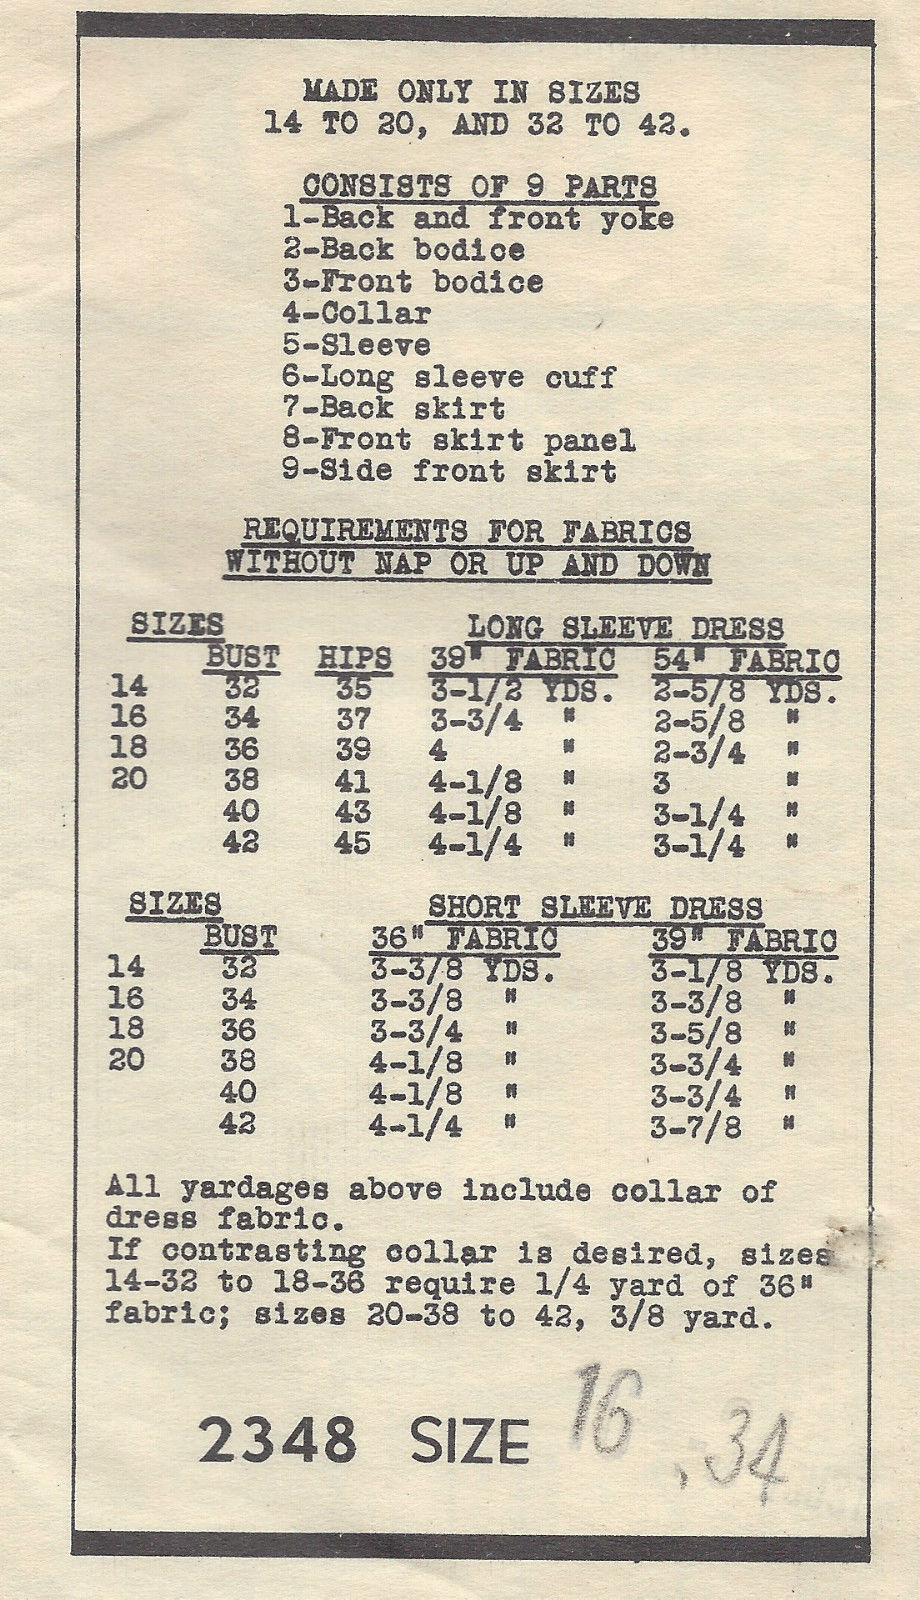 MADE ONLY IN SIZES
14 TO 20, AND 32 TO 42.
CONSISTS OF 9 PARTS
1-Back and front yoke
2-Back bodice
3-Front bodice
4-Collar
5-Sleeve
6-Long sleeve cuff
7-Back skirt
8-Front skirt panel
9-Side front skirt
REQUIREMENTS FOR FABRICS
WITHOUT NAP OR UP AND DOWN
SIZES LONG SLEEVE DRESS
BUST HIPS 39" FABRIC 54" FABRIC
14 32 35 3-1/2 YDS. 2-5/8 YDS.
16 34 37 3-3/4 " 2-5/8 "
18 36 39 4 " 2-3/4 "
20 38 41 4-1/8 " 3 "
40 43 4-1/8 " 3-1/4 "
42 45 4-1/4 " 3-1/4 "
SIZES SHORT SLEEVE DRESS
BUST 36" FABRIC 39" FABRIC
14 32 3-3/8 YDS. 3-1/8 YDS.
16 34 3-3/8 " 3-3/8 "
18 36 3-3/4 " 3-5/8 "
20 38 4-1/8 " 3-3/4 "
40 4-1/8 " 3-3/4 "
42 4-1/4 " 3-7/8 "
All yardages above include collar of
dress fabric.
If contrasting collar is desired, sizes
14-32 to 18-36 require 1/4 yard of 36"
fabric; sizes 20-38 to 42, 3/8 yard.
2348 SIZE 16, 34